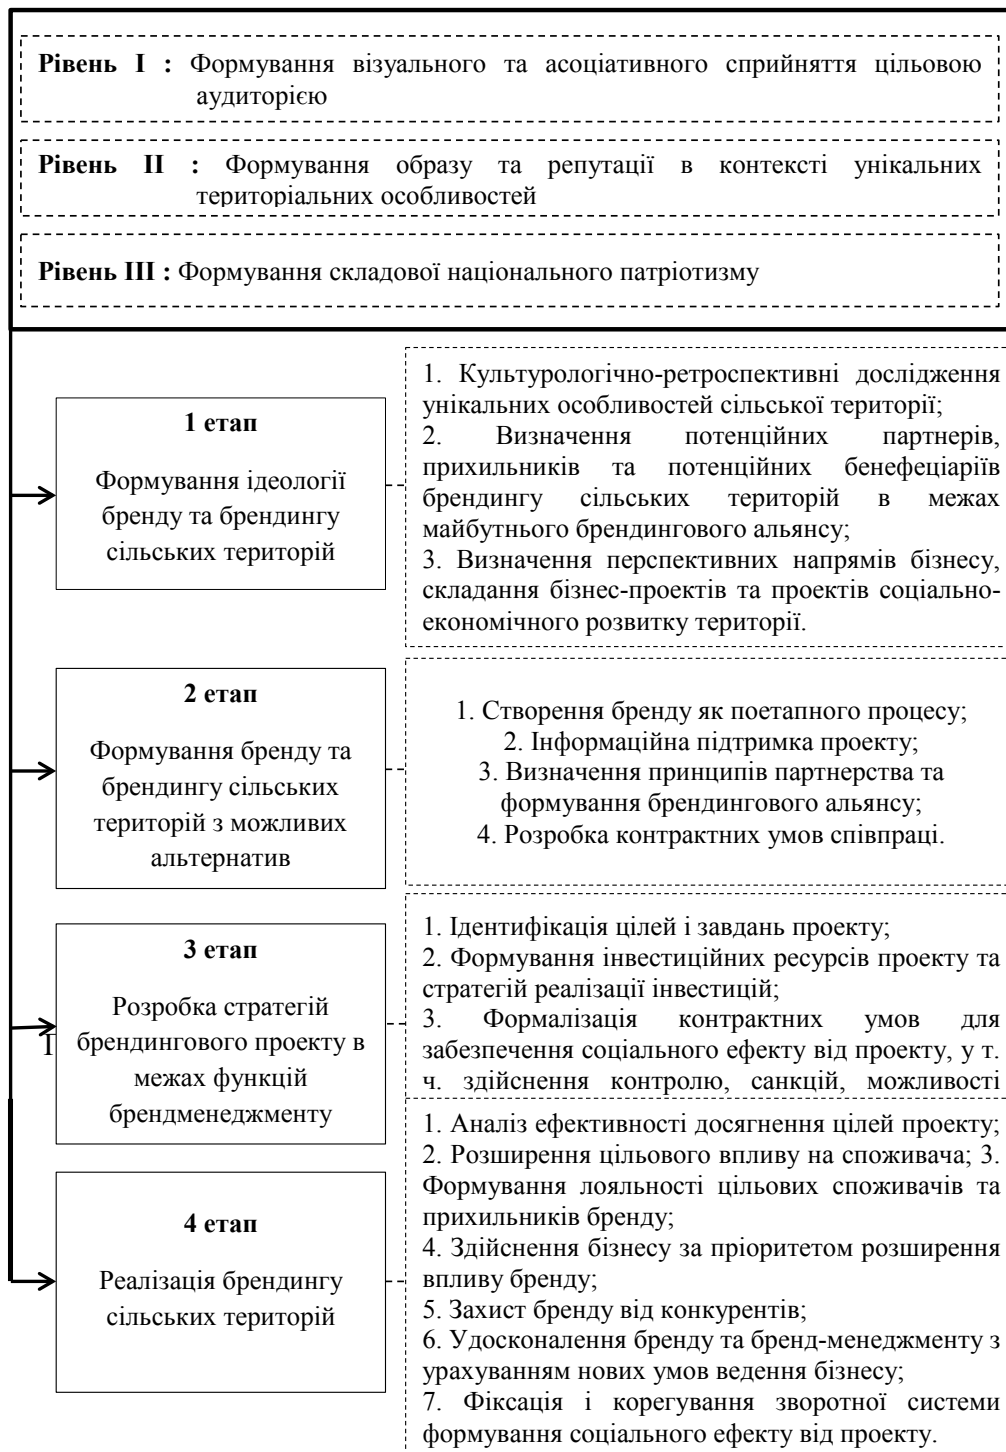 Рівень I : Формування візуального та асоціативного сприйняття цільовою
аудиторією
Рівень II : Формування образу та репутації в контексті унікальних
територіальних особливостей
Рівень III : Формування складової національного патріотизму
1 етап
Формування ідеології
бренду та брендингу
сільських територій
1. Культурологічно-ретроспективні дослідження
унікальних особливостей сільської території;
2. Визначення потенційних партнерів,
прихильників та потенційних бенефеціаріїв
брендингу сільських територій в межах
майбутнього брендингового альянсу;
3. Визначення перспективних напрямів бізнесу,
складання бізнес-проектів та проектів соціально-
економічного розвитку території.
2 етап
Формування бренду та
брендингу сільських
територій з можливих
альтернатив
1. Створення бренду як поетапного процесу;
2. Інформаційна підтримка проекту;
3. Визначення принципів партнерства та
формування брендингового альянсу;
4. Розробка контрактних умов співпраці.
3 етап
Розробка стратегій
брендингового проекту в
межах функцій
брендменеджменту
1. Ідентифікація цілей і завдань проекту;
2. Формування інвестиційних ресурсів проекту та
стратегій реалізації інвестицій;
3. Формалізація контрактних умов для
забезпечення соціального ефекту від проекту, у т.
ч. здійснення контролю, санкцій, можливості
4 етап
Реалізація брендингу
сільських територій
1. Аналіз ефективності досягнення цілей проекту;
2. Розширення цільового впливу на споживача; 3.
Формування лояльності цільових споживачів та
прихильників бренду;
4. Здійснення бізнесу за пріоритетом розширення
впливу бренду;
5. Захист бренду від конкурентів;
6. Удосконалення бренду та бренд-менеджменту з
урахуванням нових умов ведення бізнесу;
7. Фіксація і корегування зворотної системи
формування соціального ефекту від проекту.